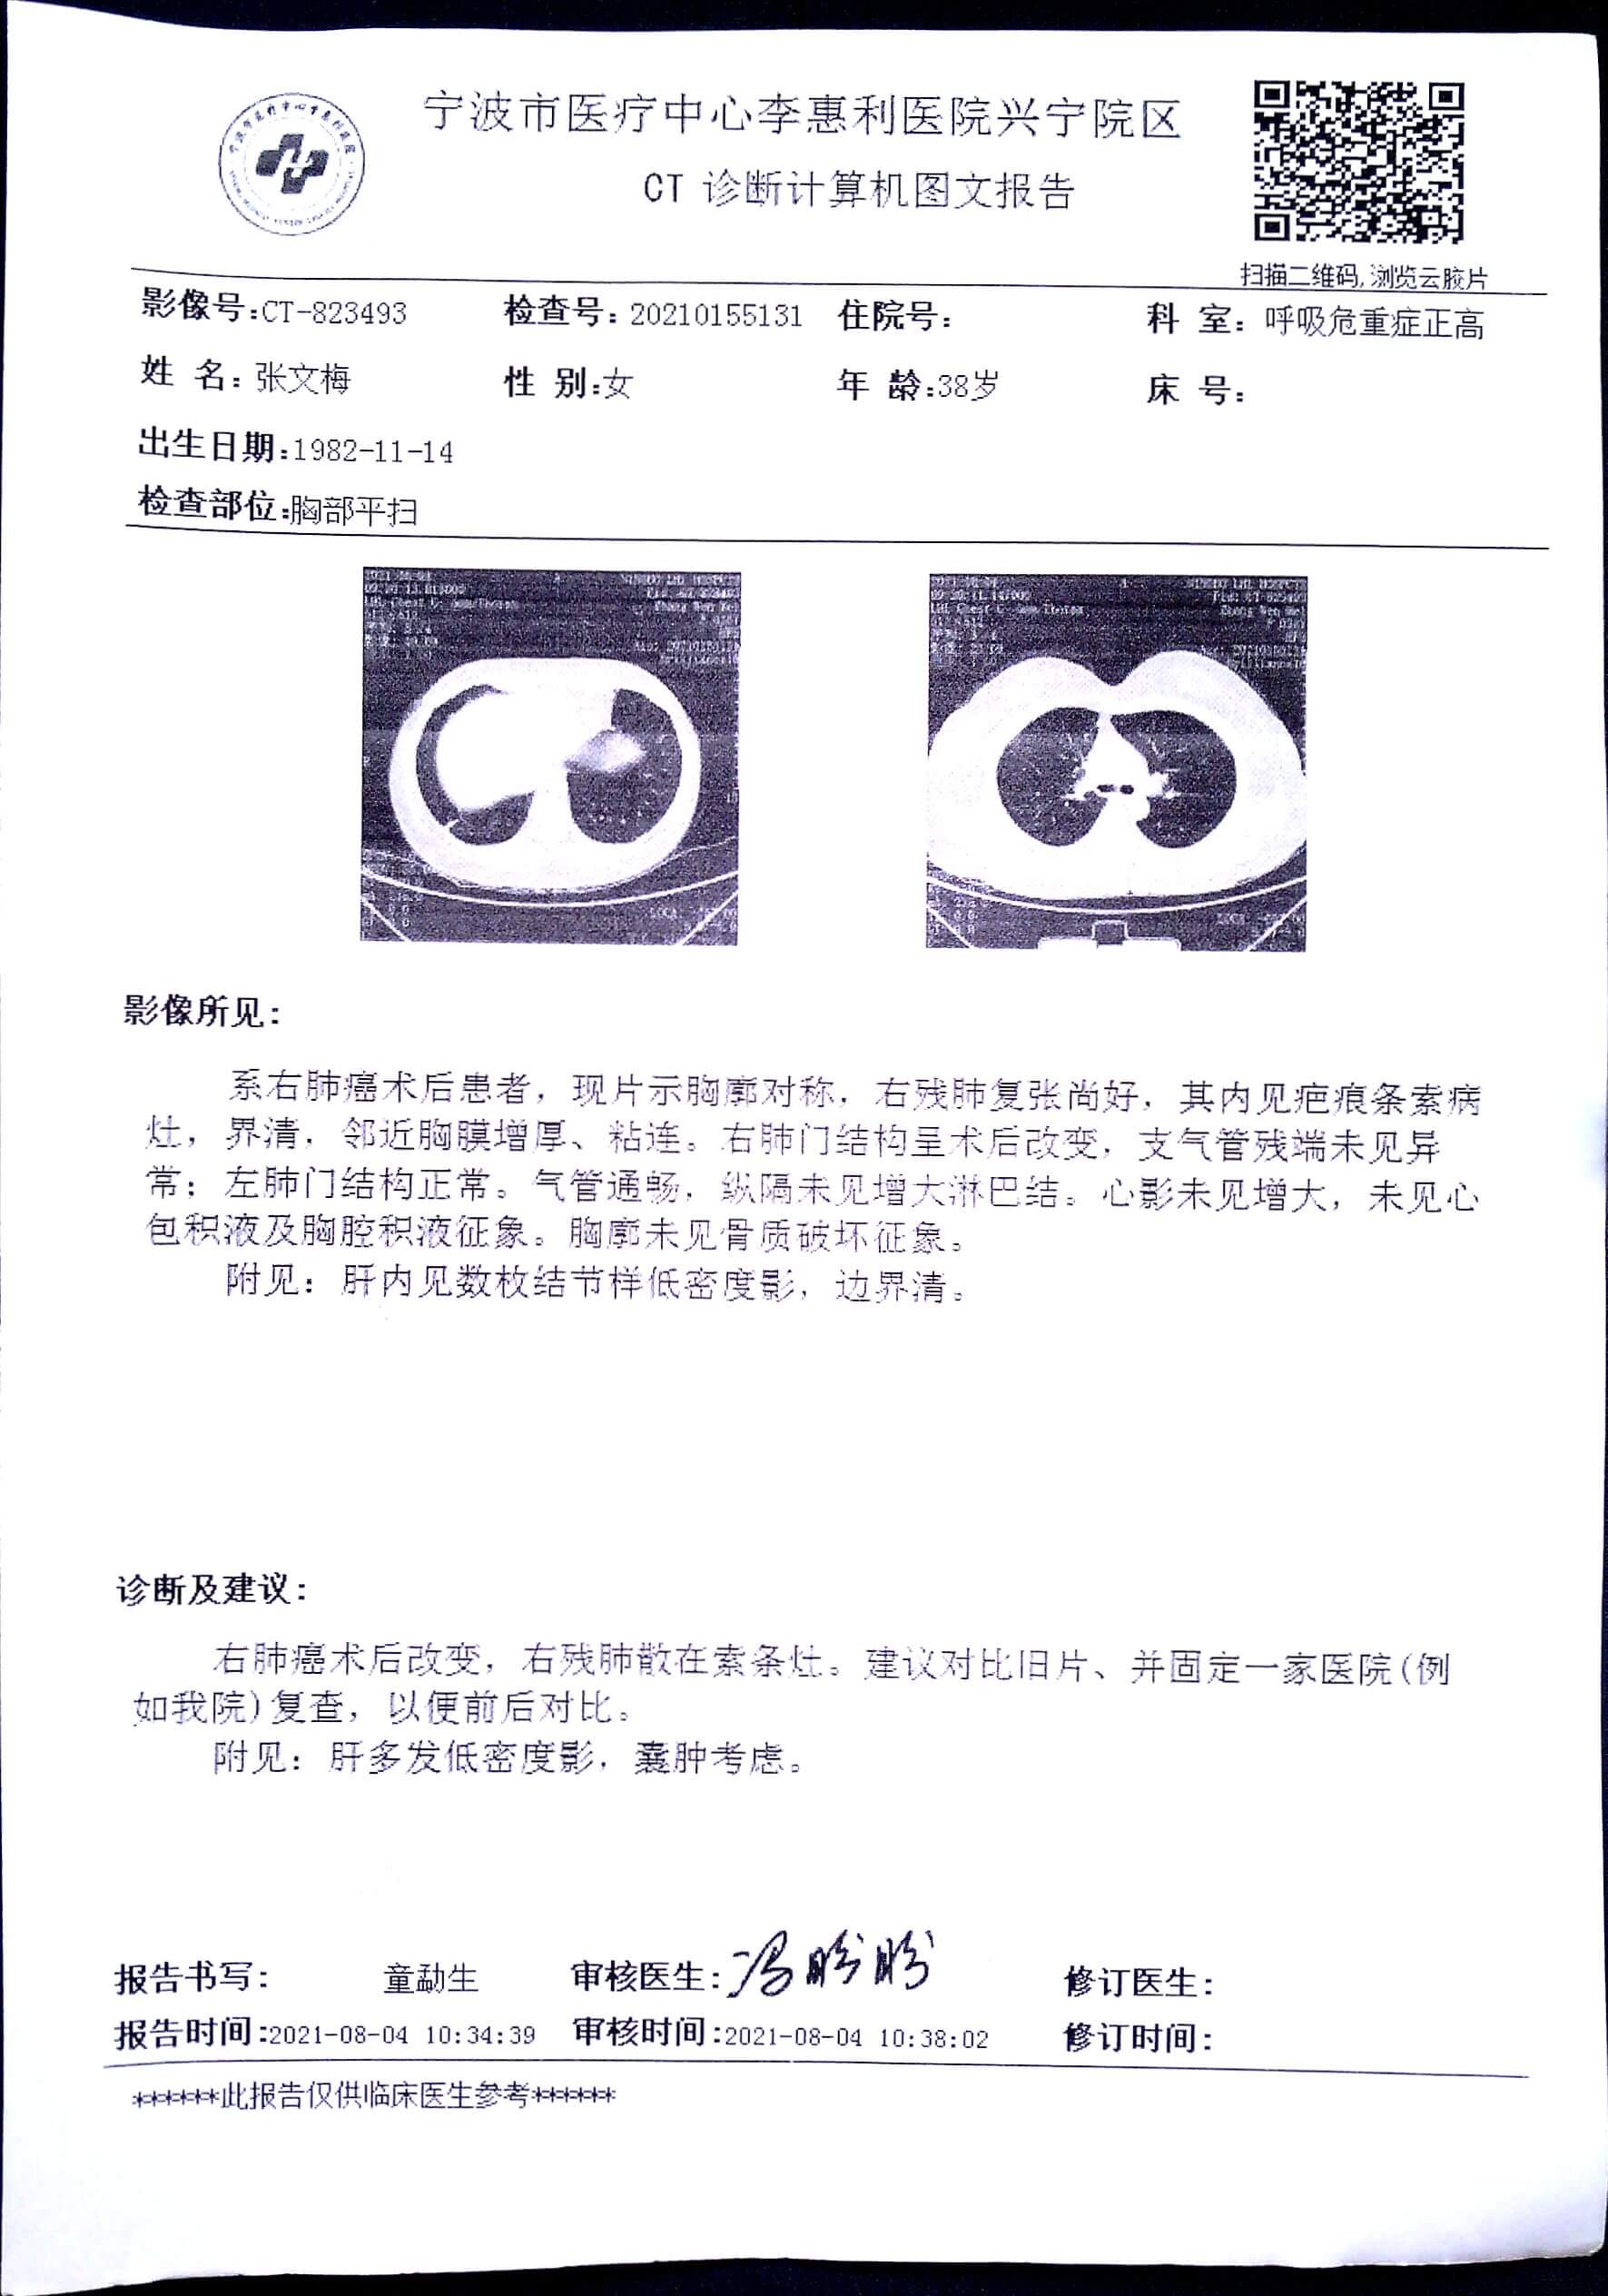 宁波市医疗中心李惠利医院兴宁院区
CT 诊断计算机图文报告
扫描二维码,浏览云胶片
影像号:CT-823493 检查号: 20210155131 住院号: 科 室: 呼吸危重症正高
姓 名: 张文梅 性 别:女 年 龄:38岁 床 号:
出生日期:1982-11-14
检查部位:胸部平扫
影像所见:
系右肺癌术后患者，现片示胸廓对称，右残肺复张尚好，其内见疤痕条索病
灶，界清，邻近胸膜增厚、粘连。右肺门结构呈术后改变，支气管残端未见异
常；左肺门结构正常。气管通畅，纵隔未见增大淋巴结。心影未见增大，未见心
包积液及胸腔积液征象。胸廓未见骨质破坏征象。
附见：肝内见数枚结节样低密度影，边界清。
诊断及建议:
右肺癌术后改变，右残肺散在索条灶。建议对比旧片、并固定一家医院(例
如我院)复查，以便前后对比。
附见：肝多发低密度影，囊肿考虑。
报告书写: 童勐生 审核医生:冯盼盼 修订医生:
报告时间:2021-08-04 10:34:39 审核时间:2021-08-04 10:38:02 修订时间:
******此报告仅供临床医生参考******